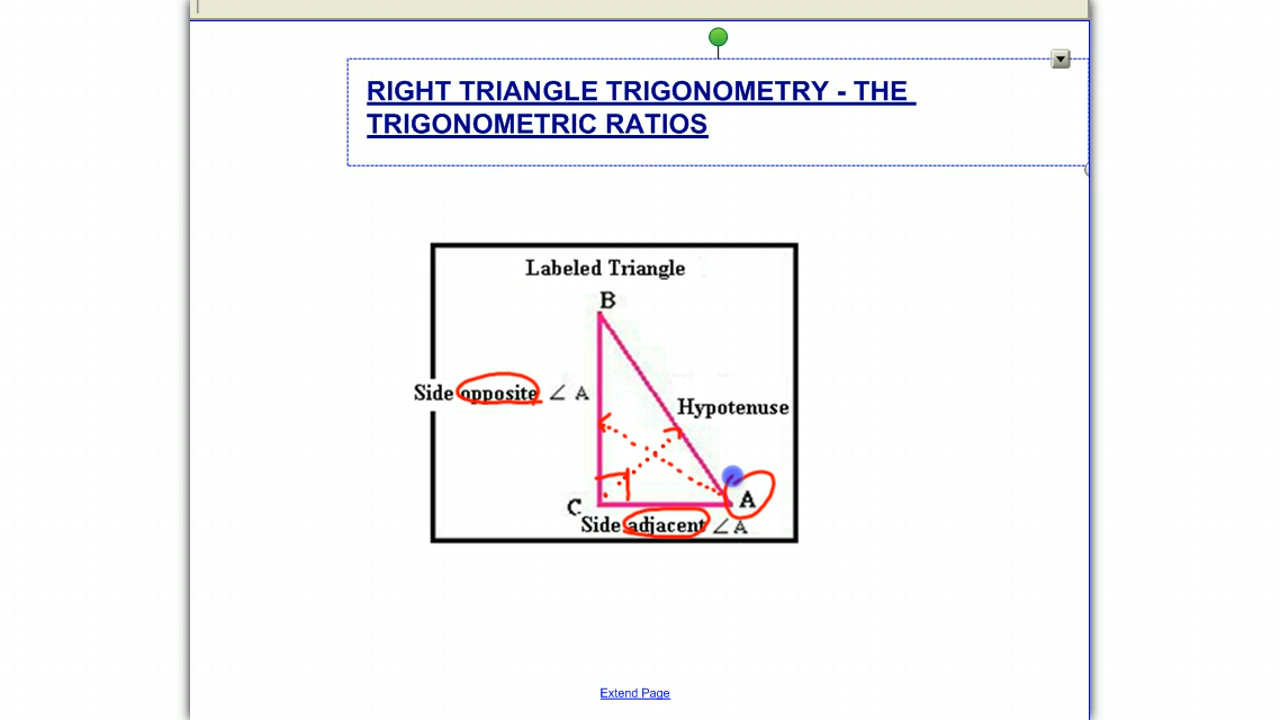 RIGHT TRIANGLE TRIGONOMETRY - THE
TRIGONOMETRIC RATIOS
Labeled Triangle
B
Side opposite ∠ A
Hypotenuse
C
A
Side adjacent ∠A
Extend Page